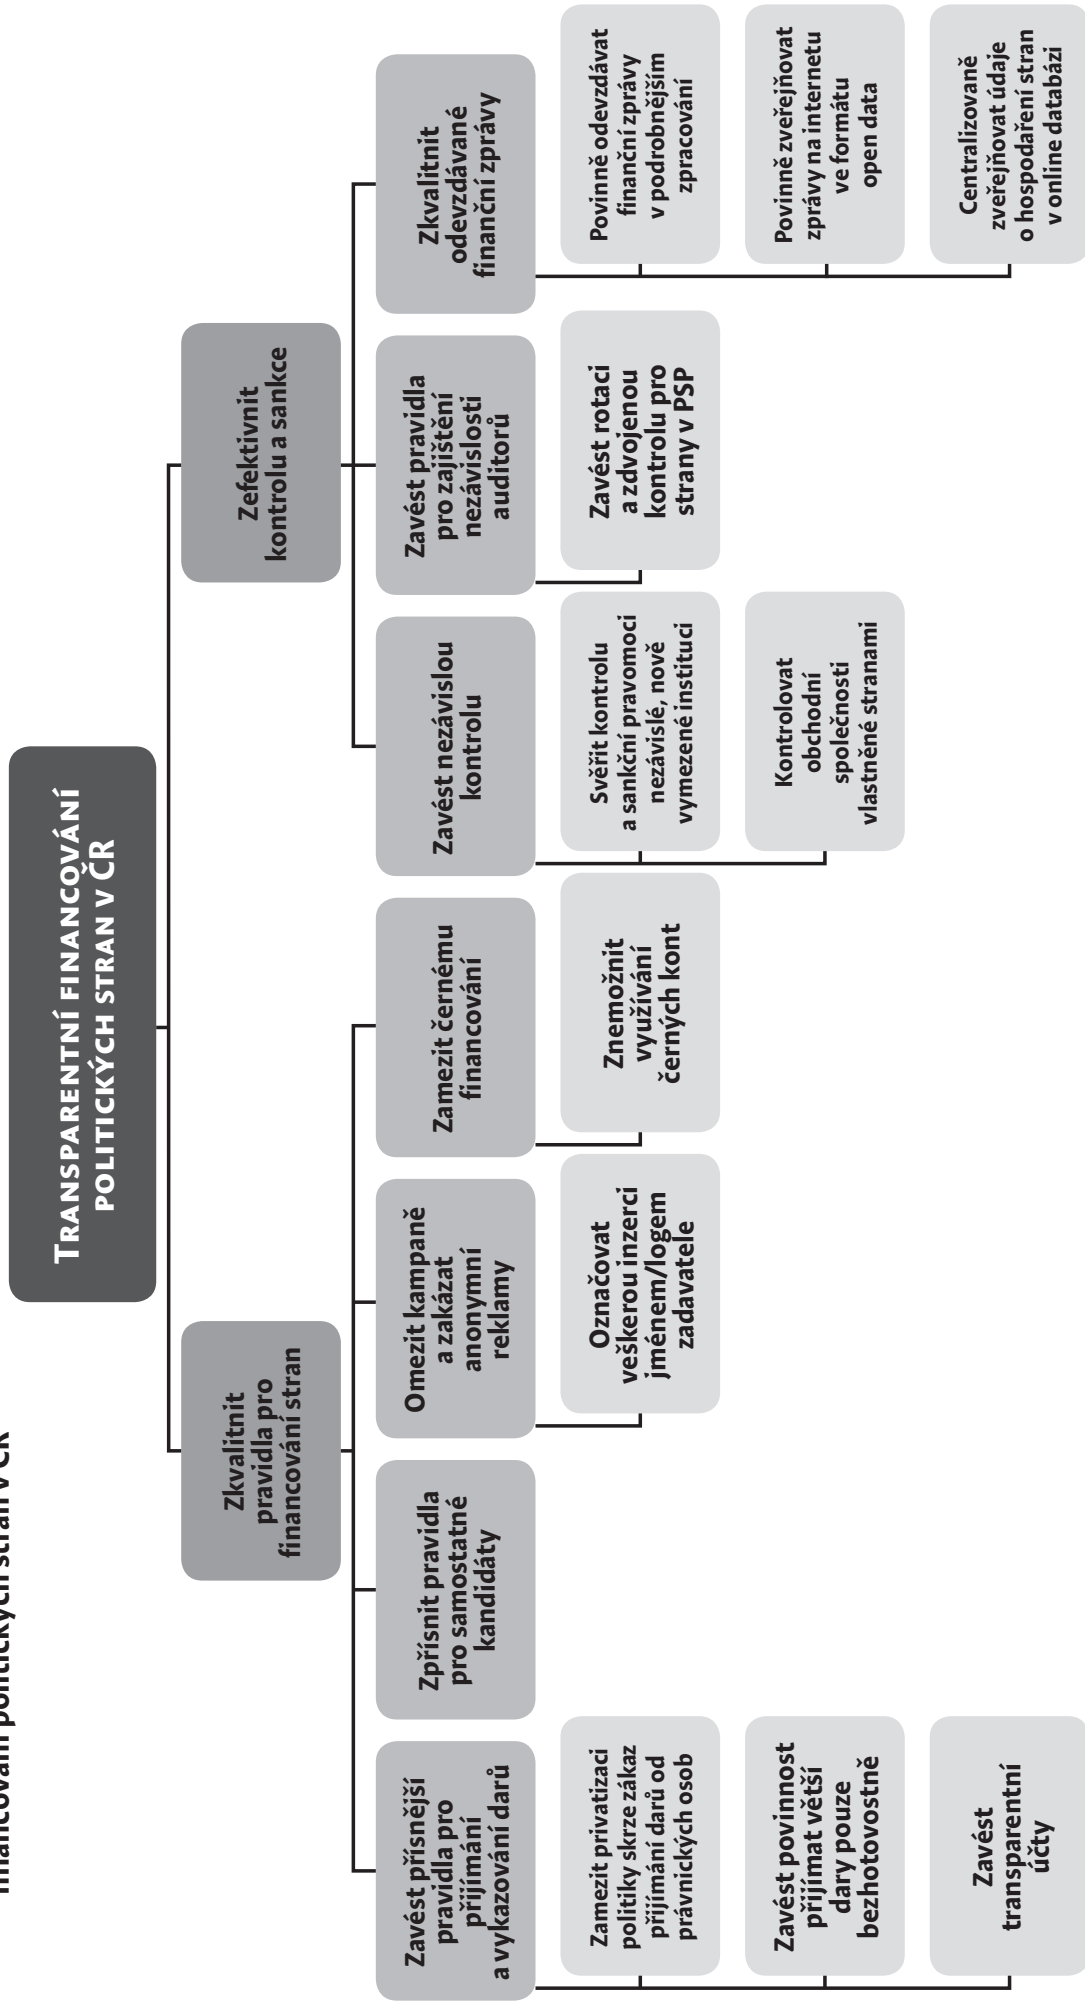 financování politických stran v ČR
Transparentní financování
politických stran v ČR
Zkvalitnit
pravidla pro
financování stran
Zavést přísnější
pravidla pro
přijímání
a vykazování darů
Zamezit privatizaci
politiky skrze zákaz
přijímání darů od
právnických osob
Zavést povinnost
přijímat větší
dary pouze
bezhotovostně
Zavést
transparentní
účty
Zpřísnit pravidla
pro samostatné
kandidáty
Omezit kampaně
a zakázat
anonymní
reklamy
Označovat
veškerou inzerci
jménem/logem
zadavatele
Zamezit černému
financování
Znemožnit
využívání
černých kont
Zefektivnit
kontrolu a sankce
Zavést nezávislou
kontrolu
Svěřit kontrolu
a sankční pravomoci
nezávislé, nově
vymezené instituci
Kontrolovat
obchodní
společnosti
vlastněné stranami
Zavést pravidla
pro zajištění
nezávislosti
auditorů
Zavést rotaci
a zdvojenou
kontrolu pro
strany v PSP
Zkvalitnit
odevzdávané
finanční zprávy
Povinně odevzdávat
finanční zprávy
v podrobnějším
zpracování
Povinně zveřejňovat
zprávy na internetu
ve formátu
open data
Centralizovaně
zveřejňovat údaje
o hospodaření stran
v online databázi